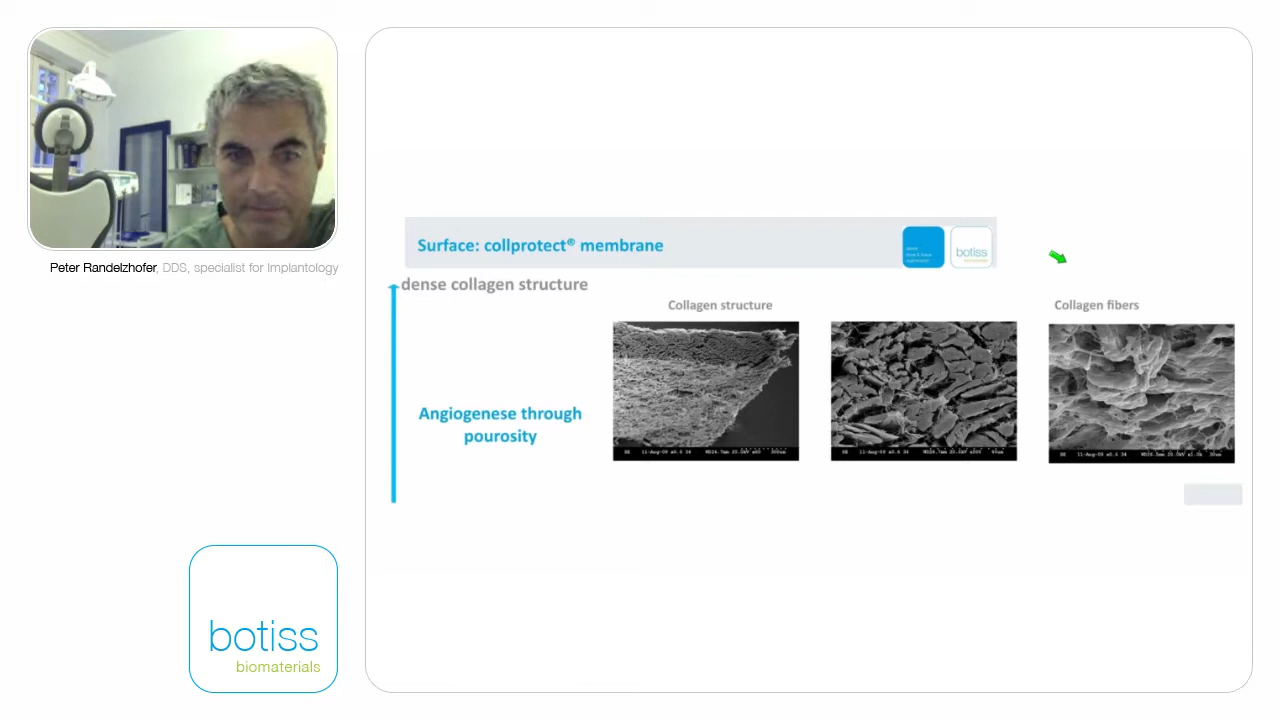 Peter Randelzhofer, DDS, specialist for Implantology
botiss
biomaterials
Surface: collprotect® membrane
botiss
dense collagen structure
Collagen structure
Collagen fibers
Angiogenese through
pourosity